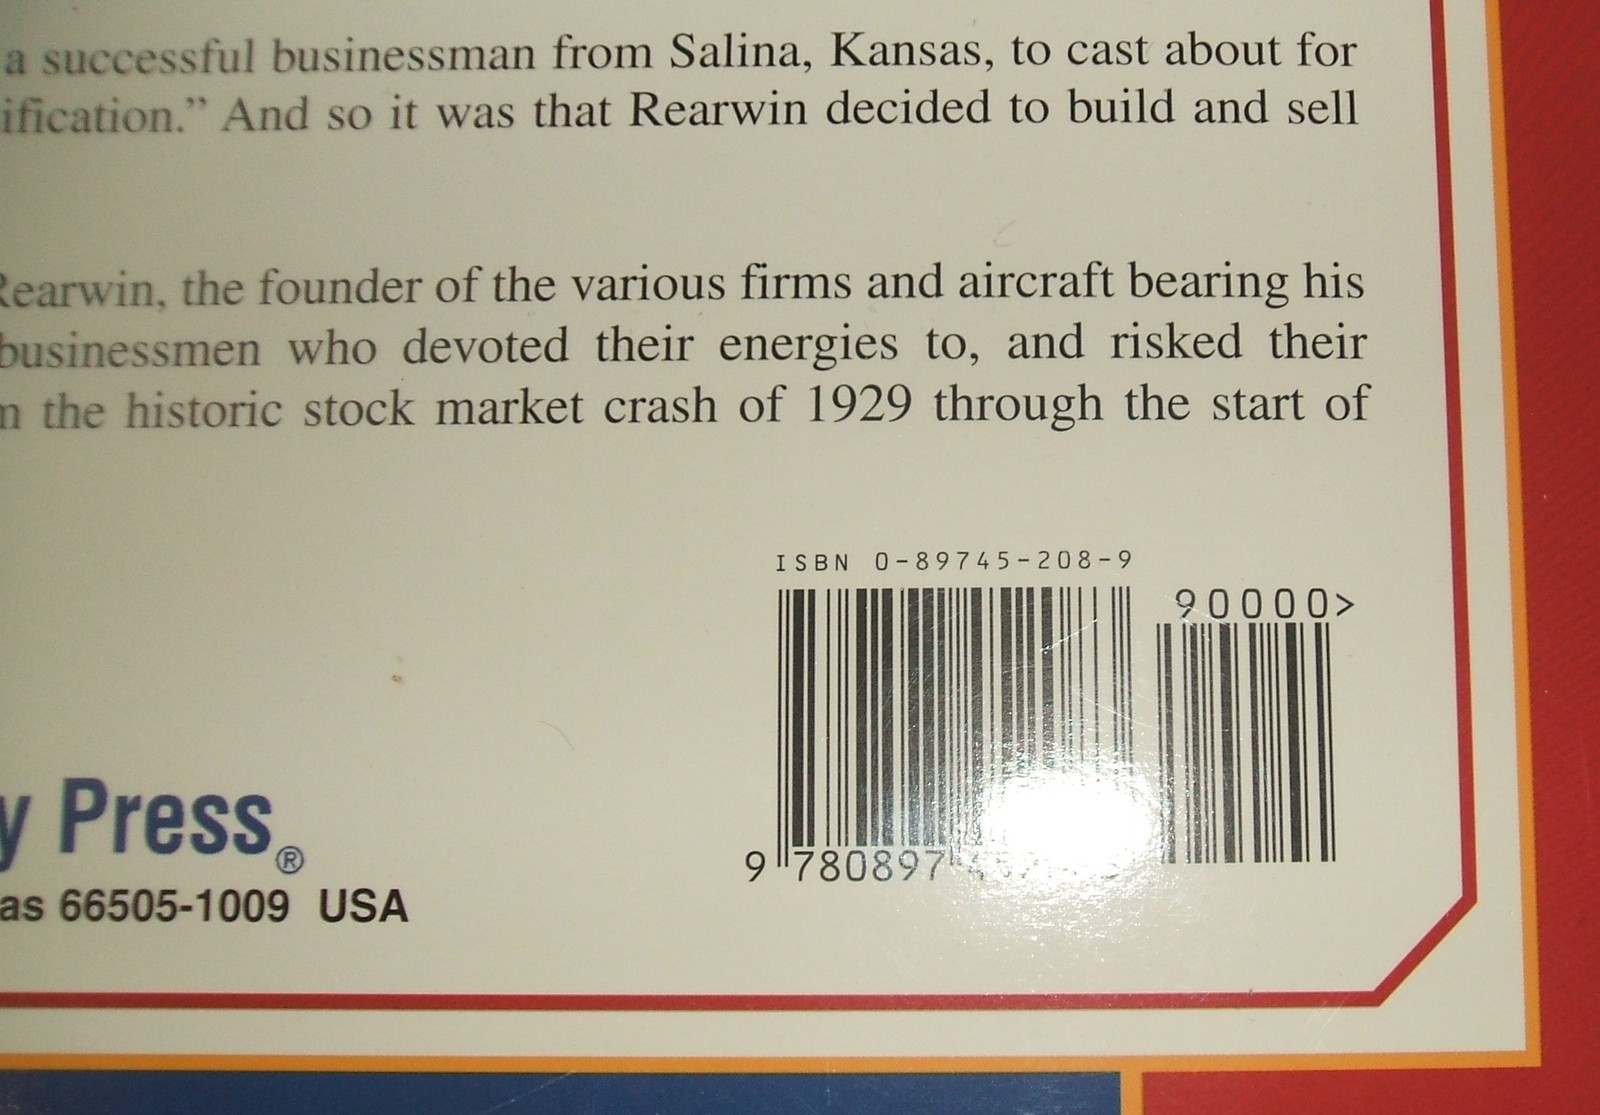 a successful businessman from Salina, Kansas, to cast about for
ification.” And so it was that Rearwin decided to build and sell
Rearwin, the founder of the various firms and aircraft bearing his
businessmen who devoted their energies to, and risked their
the historic stock market crash of 1929 through the start of
ISBN 0-89745-208-9
90000>
9 780897
y Press®
as 66505-1009 USA